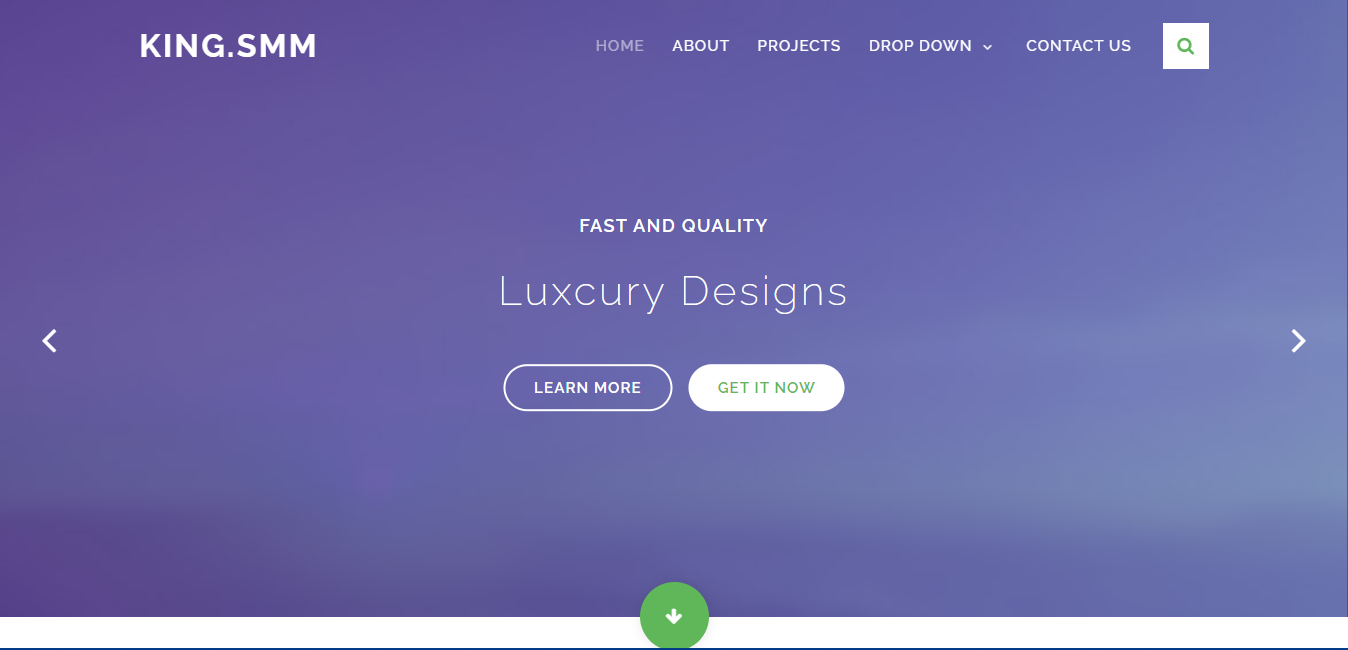 KING.SMM
HOME ABOUT PROJECTS DROP DOWN CONTACT US
FAST AND QUALITY
Luxcury Designs
LEARN MORE GET IT NOW